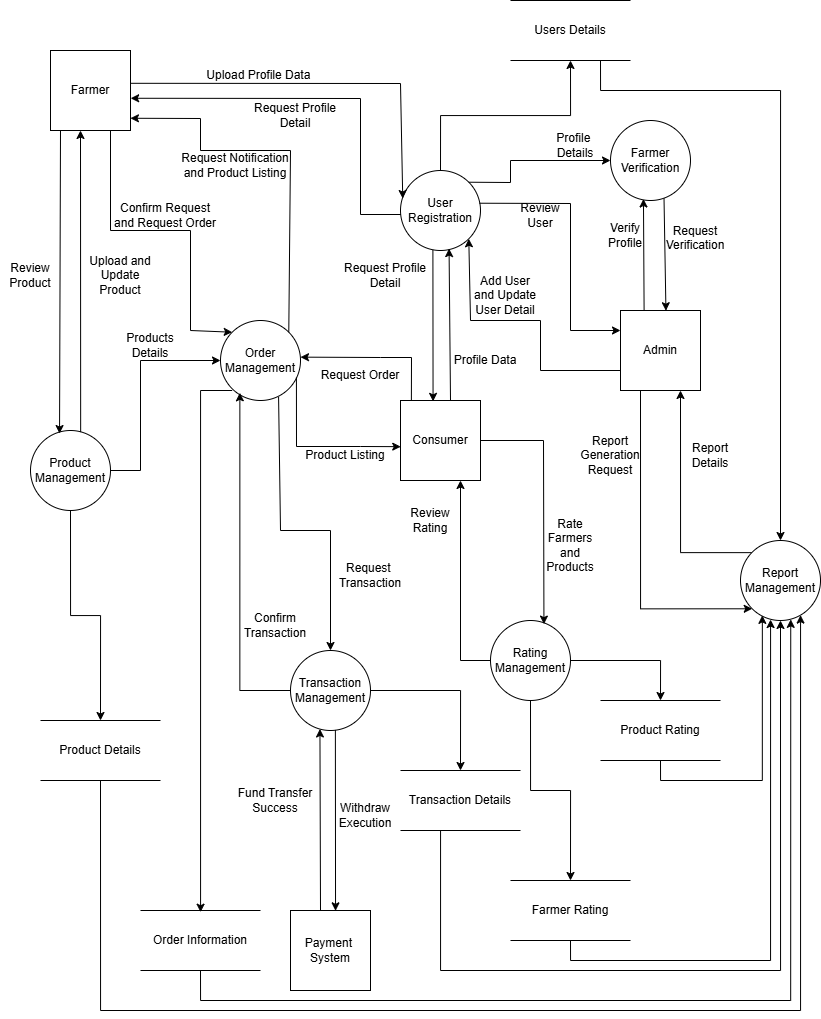 Users Details
Farmer
Upload Profile Data
Request Profile
Detail
Request Notification
and Product Listing
Profile
Details
Farmer
Verification
User
Registration
Confirm Request
and Request Order
Review
User
Verify
Profile
Request
Verification
Review
Product
Upload and
Update
Product
Request Profile
Detail
Add User
and Update
User Detail
Products
Details
Order
Management
Request Order
Profile Data
Admin
Product
Management
Product Listing
Consumer
Report
Generation
Request
Report
Details
Review
Rating
Rate
Farmers
and
Products
Request
Transaction
Report
Management
Confirm
Transaction
Transaction
Management
Rating
Management
Product Details
Product Rating
Fund Transfer
Success
Withdraw
Execution
Transaction Details
Order Information
Payment
System
Farmer Rating